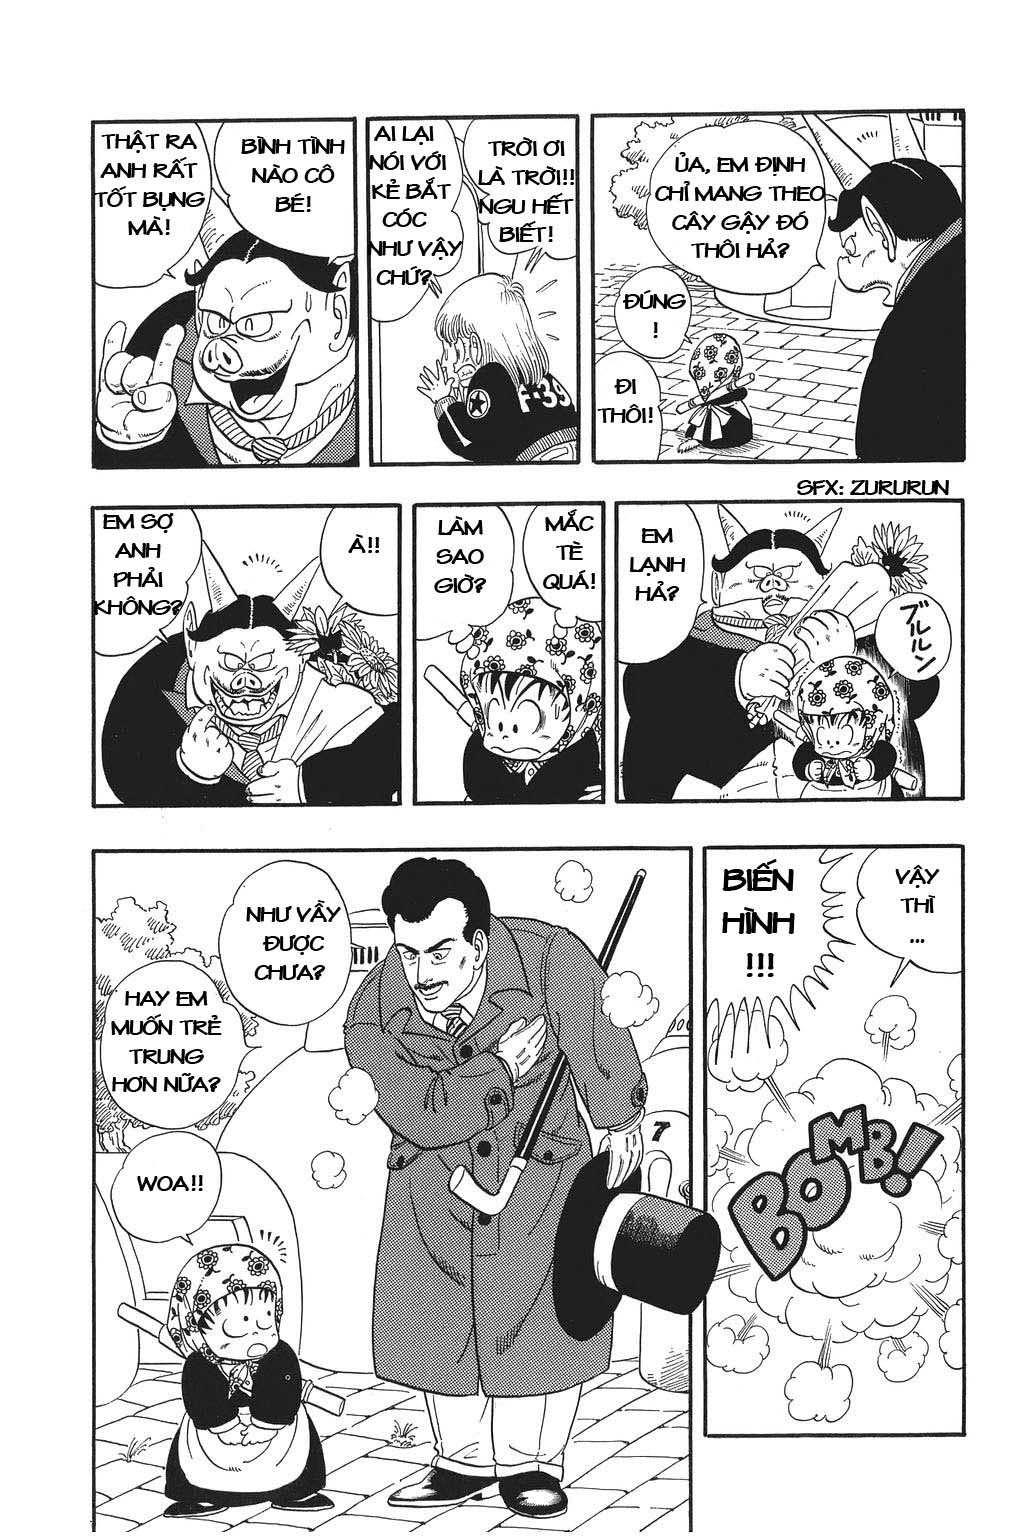 ỦA, EM ĐỊNH
CHỈ MANG THEO
CÂY GẬY ĐÓ
THÔI HẢ?
ĐÚNG
!
ĐI
THÔI!
TRỜI ƠI
LÀ TRỜI!!
NGU HẾT
BIẾT!
AI LẠI
NÓI VỚI
KẺ BẮT
CÓC
NHƯ VẬY
CHỨ?
F-39
BÌNH TĨNH
NÀO CÔ
BÉ!
THẬT RA
ANH RẤT
TỐT BỤNG
MÀ!
SFX: ZURURUN
EM
LẠNH
HẢ?
ブルルン
MẮC
TÈ
QUÁ!
LÀM
SAO
GIỜ?
À!!
EM SỢ
ANH
PHẢI
KHÔNG?
VẬY
THÌ
...
BIẾN
HÌNH
!!!
BOMB!
NHƯ VẦY
ĐƯỢC
CHƯA?
HAY EM
MUỐN TRẺ
TRUNG
HƠN NỮA?
7
WOA!!